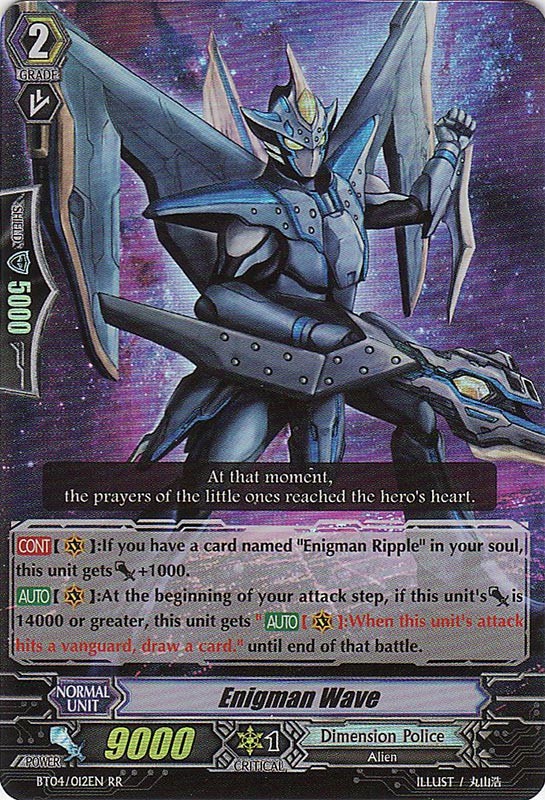 2
GRADE
SHIELD
5000
At that moment,
the prayers of the little ones reached the hero's heart.
CONT [ ]:If you have a card named "Enigman Ripple" in your soul,
this unit gets +1000.
AUTO [ ]:At the beginning of your attack step, if this unit's is
14000 or greater, this unit gets "AUTO [ ]:When this unit's attack
hits a vanguard, draw a card." until end of that battle.
NORMAL
UNIT
Enigman Wave
POWER
9000
1
CRITICAL
Dimension Police
Alien
BT04/012EN RR
ILLUST / 丸山浩